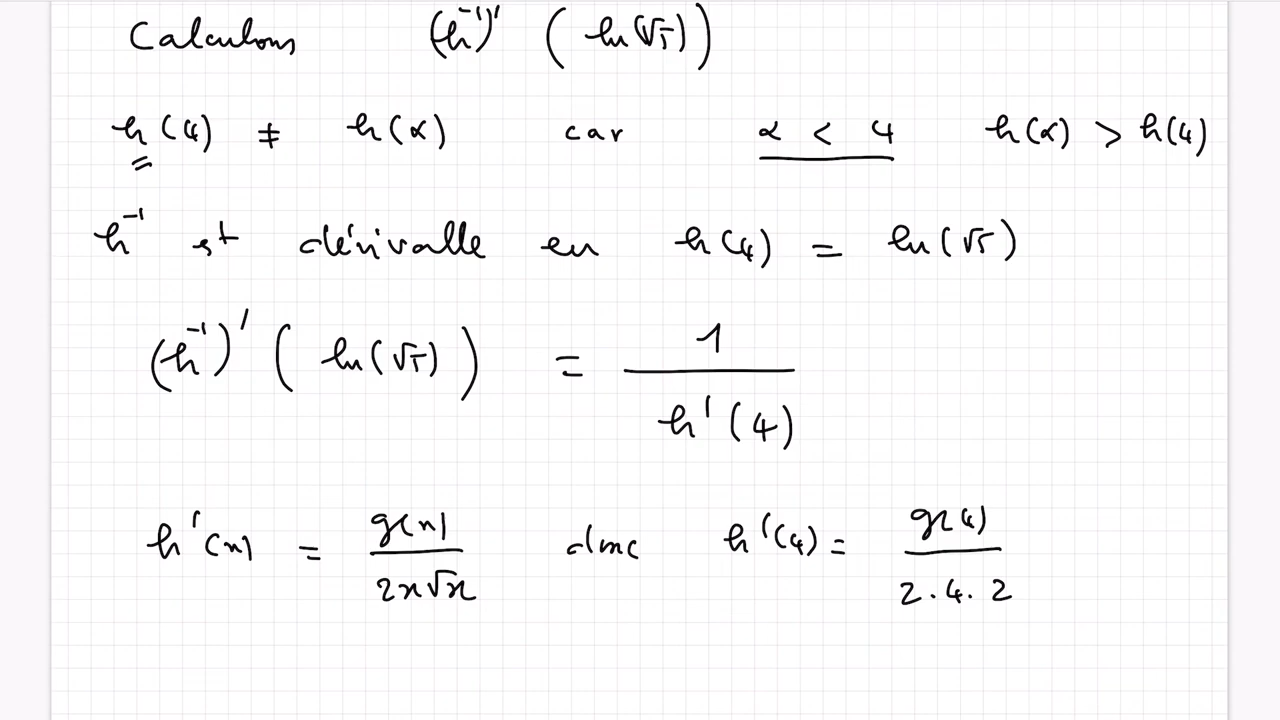 Calculons (h⁻¹)' ( ln(√5) )
h(4) ≠ h(α) car α < 4 h(α) > h(4)
h⁻¹ est dérivable en h(4) = ln(√5)
(h⁻¹)' ( ln(√5) ) = 1 / h'(4)
h'(x) = g(x) / 2x√x donc h'(4) = g(4) / 2.4.2